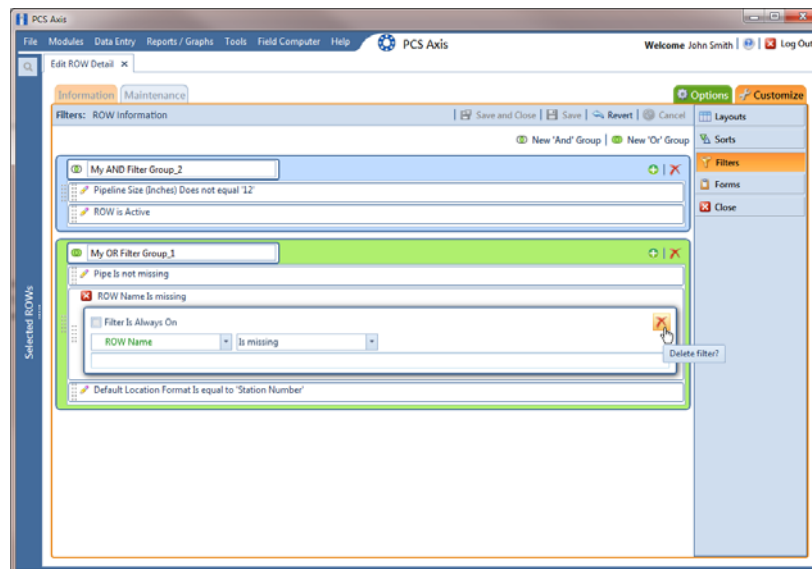 PCS Axis
File Modules Data Entry Reports / Graphs Tools Field Computer Help PCS Axis Welcome John Smith | Log Out
Edit ROW Detail
Information Maintenance Options Customize
Filters: ROW Information | Save and Close | Save | Revert | Cancel
Layouts
New 'And' Group | New 'Or' Group
Sorts
Filters
Forms
Close
My AND Filter Group_2
Pipeline Size (Inches) Does not equal '12'
ROW is Active
My OR Filter Group_1
Pipe Is not missing
ROW Name Is missing
Filter Is Always On
ROW Name Is missing
Delete filter?
Default Location Format Is equal to 'Station Number'
Selected ROWs